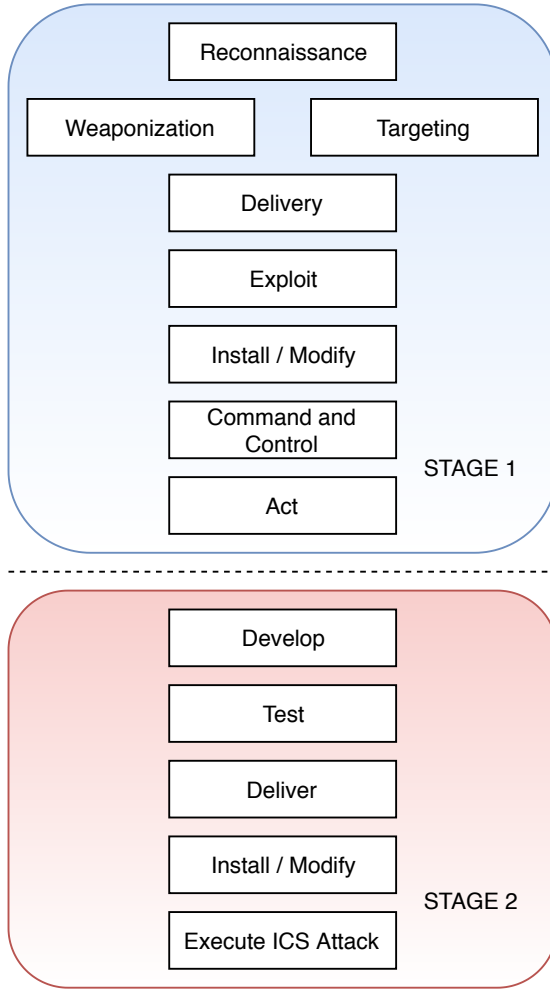 Reconnaissance
Weaponization
Targeting
Delivery
Exploit
Install / Modify
Command and
Control
STAGE 1
Act
Develop
Test
Deliver
Install / Modify
STAGE 2
Execute ICS Attack